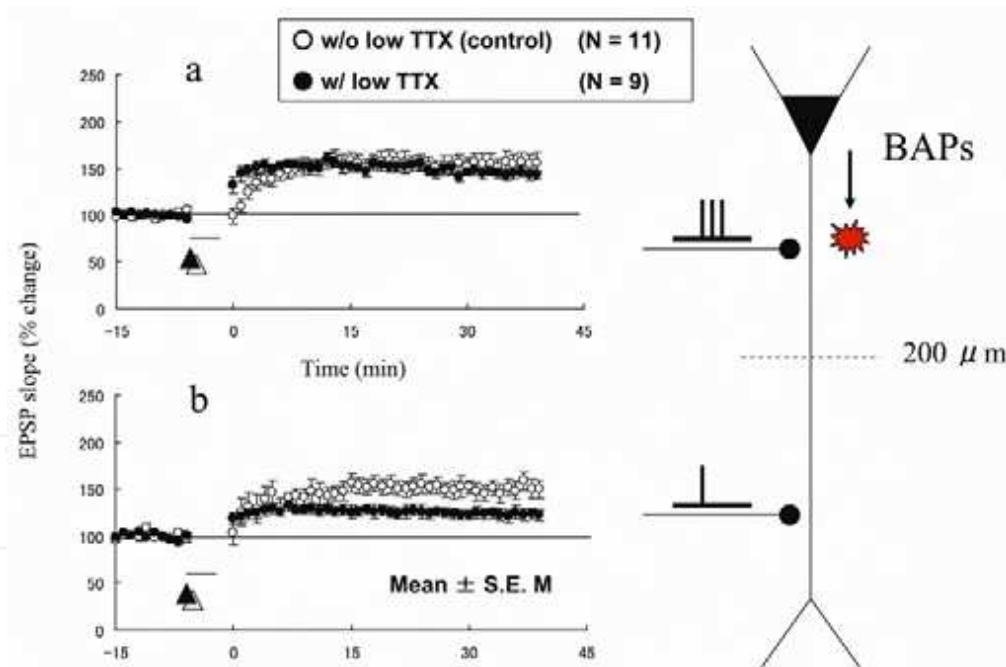 w/o low TTX (control) (N = 11)
w/ low TTX (N = 9)
a
250
200
150
100
50
0
-15 0 15 30 45
Time (min)
EPSP slope (% change)
b
250
200
150
100
50
0
Mean ± S.E. M
-15 0 15 30 45
BAPs
200 μm